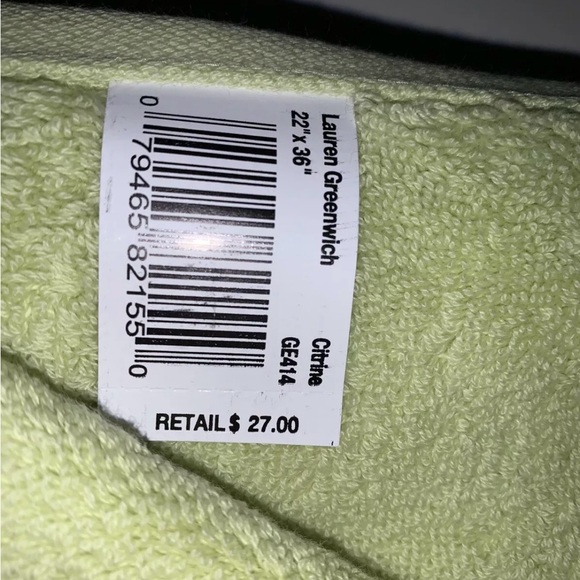 Lauren Greenwich
22"x 36"
Citrine
GE414
0 79465 82155 0
RETAIL $ 27.00